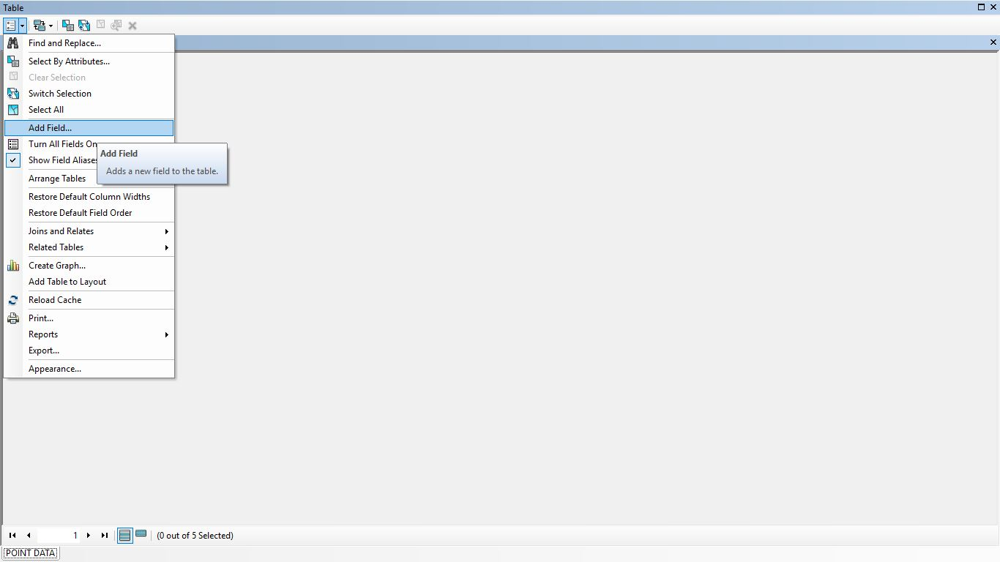 Table
Find and Replace...
Select By Attributes...
Clear Selection
Switch Selection
Select All
Add Field...
Turn All Fields On
Add Field
Show Field Aliases
Adds a new field to the table.
Arrange Tables
Restore Default Column Widths
Restore Default Field Order
Joins and Relates
Related Tables
Create Graph...
Add Table to Layout
Reload Cache
Print...
Reports
Export...
Appearance...
1
(0 out of 5 Selected)
POINT DATA